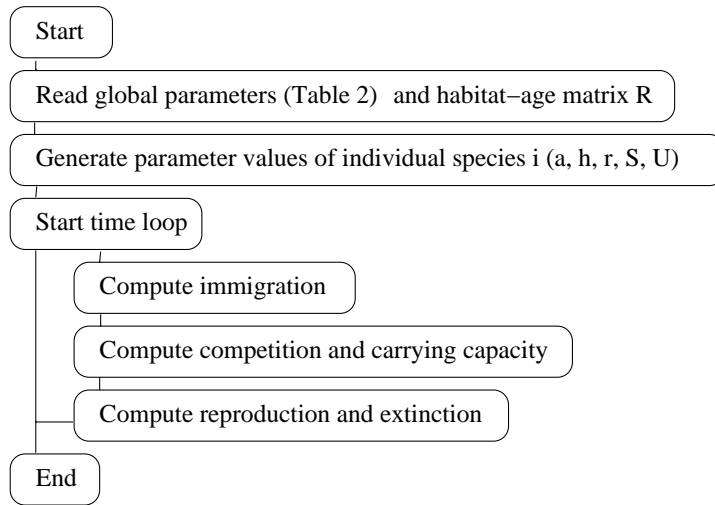 Start
Read global parameters (Table 2) and habitat−age matrix R
Generate parameter values of individual species i (a, h, r, S, U)
Start time loop
Compute immigration
Compute competition and carrying capacity
Compute reproduction and extinction
End